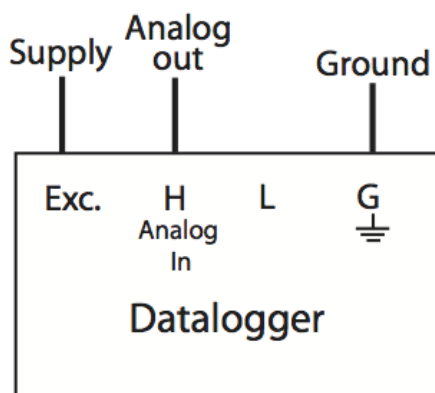 Supply
Analog
out
Ground
Exc.
H
L
G
Analog
In
Datalogger